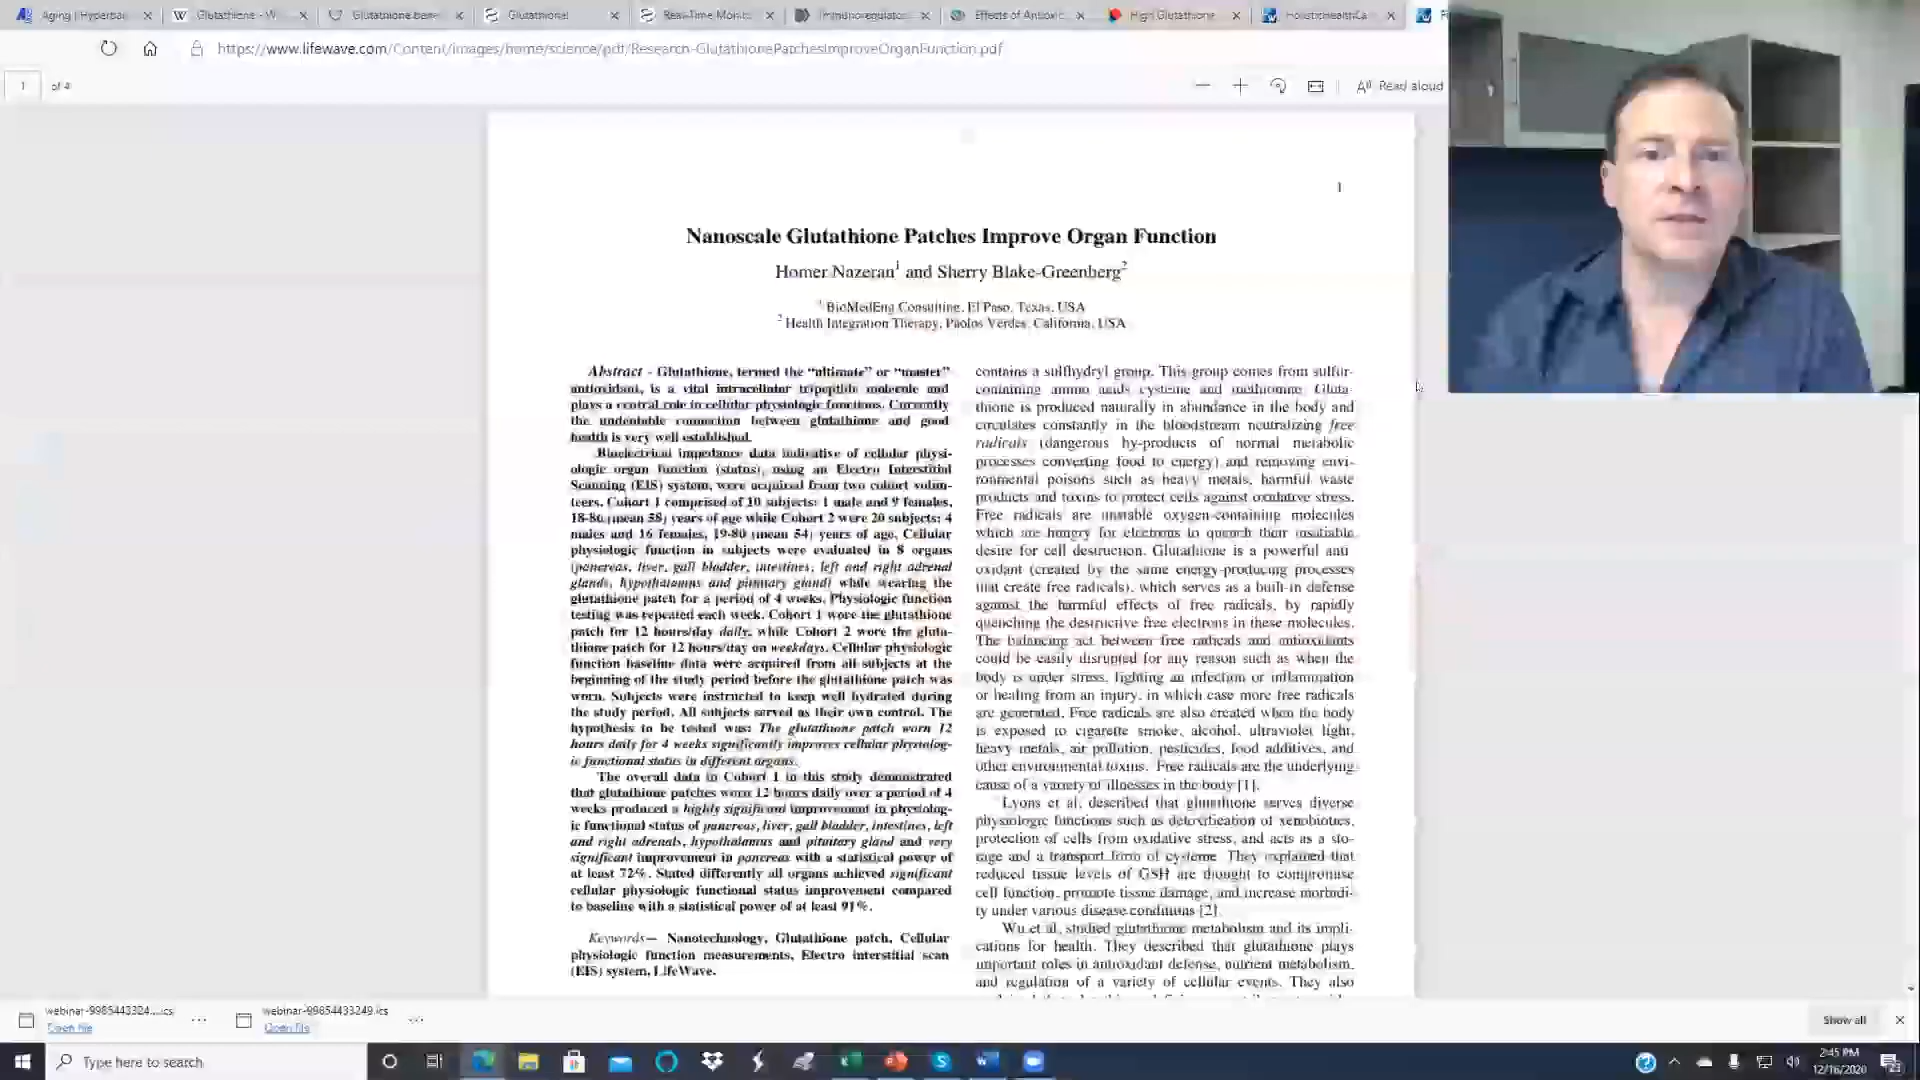 Aging | Hyperbar
Glutathione - W
Glutathione-base
Glutathional
Real-Time Monito
Immunoregulator
Effects of Antioxid
High Glutathione
HolisticHealthCa
https://www.lifewave.com/Content/images/home/science/pdf/Research-GlutathionePatchesImproveOrganFunction.pdf
1 of 4
Read aloud
1
Nanoscale Glutathione Patches Improve Organ Function
Homer Nazeran1 and Sherry Blake-Greenberg2
1 BioMedEng Consulting, El Paso, Texas, USA
2 Health Integration Therapy, Paolos Verdes, California, USA
Abstract - Glutathione, termed the “ultimate” or “master”
antioxidant, is a vital intracellular tripeptide molecule and
plays a central role in cellular physiologic functions. Currently
the undeniable connection between glutathione and good
health is very well established.
Bioelectrical impedance data indicative of cellular physi-
ologic organ function (status), using an Electro Interstitial
Scanning (EIS) system, were acquired from two cohort volun-
teers. Cohort 1 comprised of 10 subjects: 1 male and 9 females,
18-86 (mean 58) years of age while Cohort 2 were 20 subjects: 4
males and 16 females, 19-80 (mean 54) years of age. Cellular
physiologic function in subjects were evaluated in 8 organs
(pancreas, liver, gall bladder, intestines, left and right adrenal
glands, hypothalamus and pituitary gland) while wearing the
glutathione patch for a period of 4 weeks. Physiologic function
testing was repeated each week. Cohort 1 wore the glutathione
patch for 12 hours/day daily, while Cohort 2 wore the gluta-
thione patch for 12 hours/day on weekdays. Cellular physiologic
function baseline data were acquired from all subjects at the
beginning of the study period before the glutathione patch was
worn. Subjects were instructed to keep well hydrated during
the study period. All subjects served as their own control. The
hypothesis to be tested was: The glutathione patch worn 12
hours daily for 4 weeks significantly improves cellular physiolog-
ic functional status in different organs.
The overall data in Cohort 1 in this study demonstrated
that glutathione patches worn 12 hours daily over a period of 4
weeks produced a highly significant improvement in physiolog-
ic functional status of pancreas, liver, gall bladder, intestines, left
and right adrenals, hypothalamus and pituitary gland and very
significant improvement in pancreas with a statistical power of
at least 72%. Stated differently all organs achieved significant
cellular physiologic functional status improvement compared
to baseline with a statistical power of at least 91%.
Keywords— Nanotechnology, Glutathione patch, Cellular
physiologic function measurements, Electro interstitial scan
(EIS) system, LifeWave.
contains a sulfhydryl group. This group comes from sulfur-
containing amino acids cysteine and methionine. Gluta-
thione is produced naturally in abundance in the body and
circulates constantly in the bloodstream neutralizing free
radicals (dangerous by-products of normal metabolic
processes converting food to energy) and removing envi-
ronmental poisons such as heavy metals, harmful waste
products and toxins to protect cells against oxidative stress.
Free radicals are unstable oxygen-containing molecules
which are hungry for electrons to quench their insatiable
desire for cell destruction. Glutathione is a powerful anti
oxidant (created by the same energy-producing processes
that create free radicals), which serves as a built-in defense
against the harmful effects of free radicals, by rapidly
quenching the destructive free electrons in these molecules.
The balancing act between free radicals and antioxidants
could be easily disrupted for any reason such as when the
body is under stress, fighting an infection or inflammation
or healing from an injury, in which case more free radicals
are generated. Free radicals are also created when the body
is exposed to cigarette smoke, alcohol, ultraviolet light,
heavy metals, air pollution, pesticides, food additives, and
other environmental toxins. Free radicals are the underlying
cause of a variety of illnesses in the body [1].
Lyons et al, described that glutathione serves diverse
physiologic functions such as detoxification of xenobiotics,
protection of cells from oxidative stress, and acts as a sto-
rage and a transport form of cysteine. They explained that
reduced tissue levels of GSH are thought to compromise
cell function, promote tissue damage, and increase morbidi-
ty under various disease conditions [2].
Wu et al, studied glutathione metabolism and its impli-
cations for health. They described that glutathione plays
important roles in antioxidant defense, nutrient metabolism,
and regulation of a variety of cellular events. They also
webinar-9985443324....ics
Open file
webinar-99854433249.ics
Open file
Show all
Type here to search
2:45 PM
12/16/2020
23